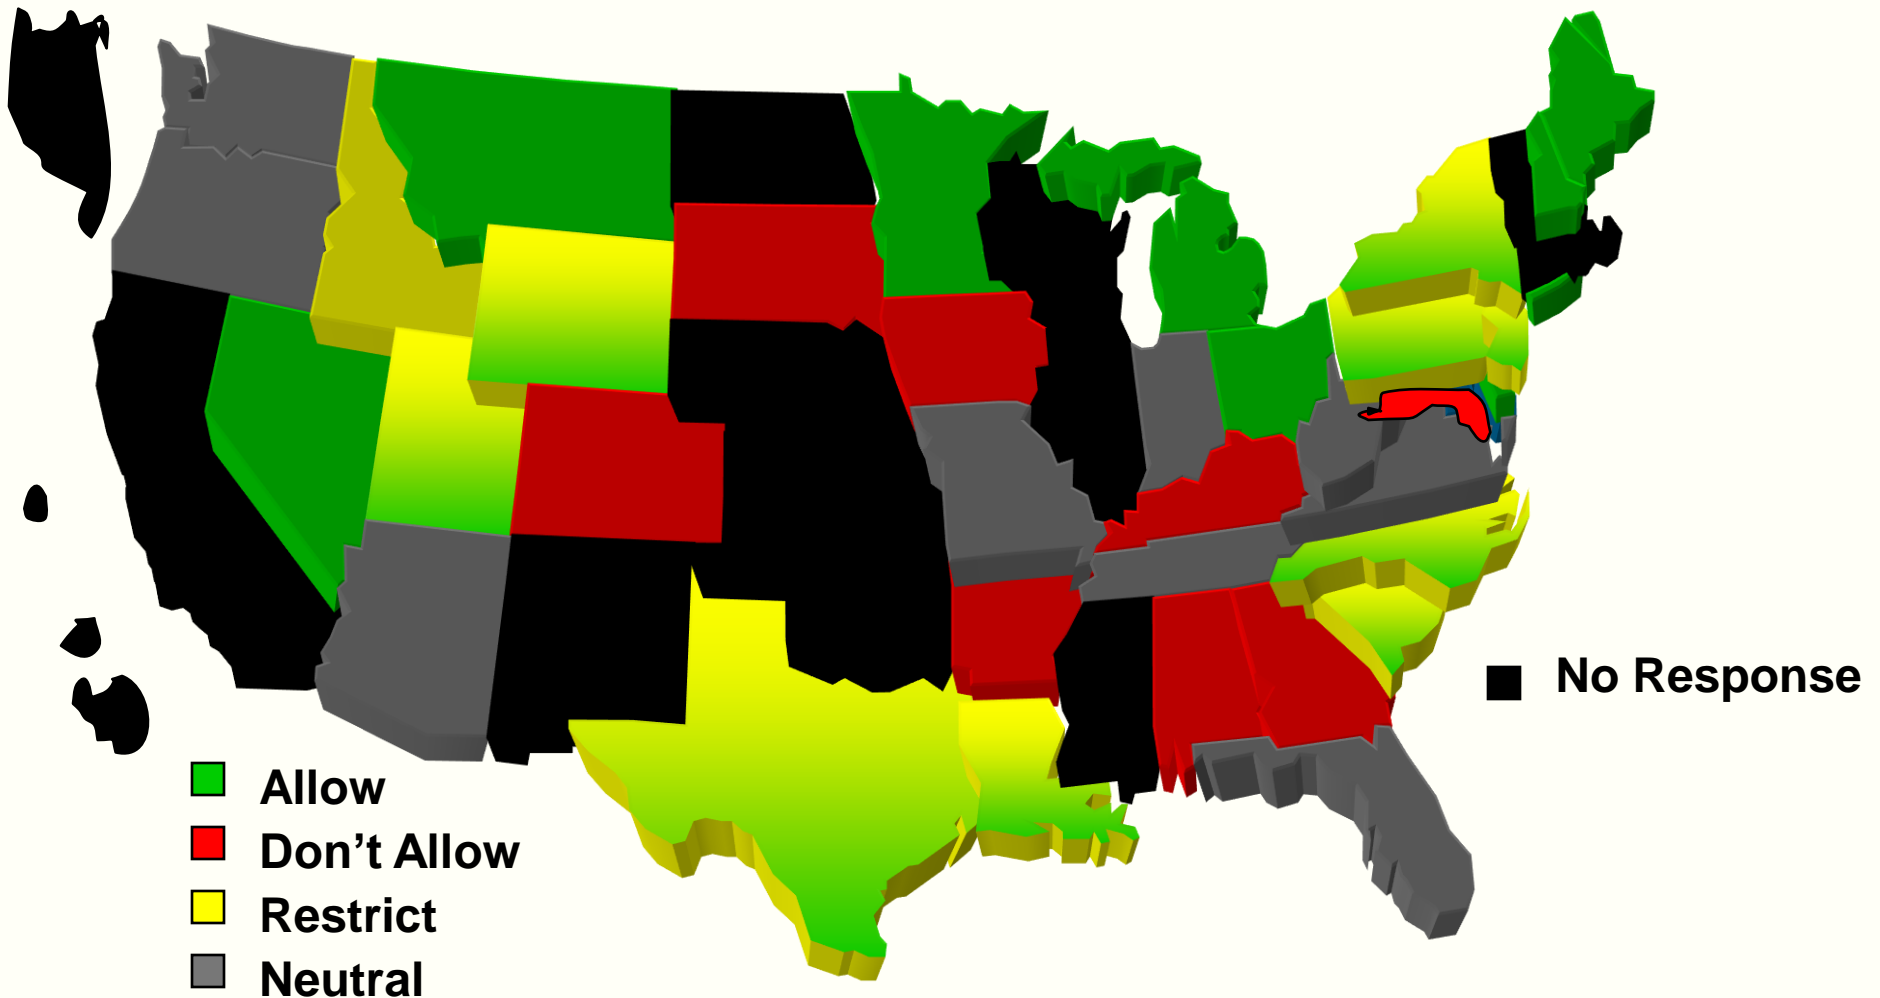 No Response
Allow
Don’t Allow
Restrict
Neutral